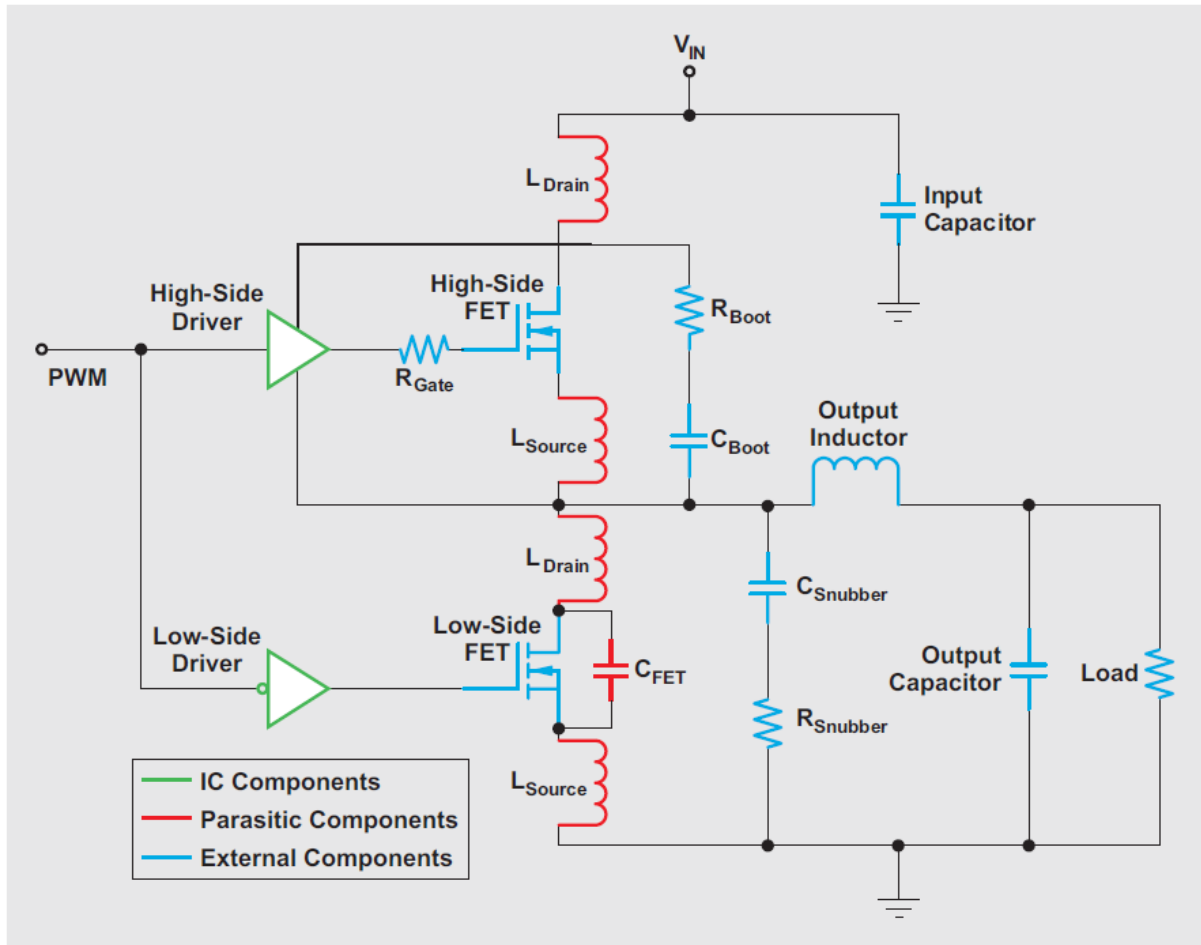 VIN
LDrain
Input
Capacitor
High-Side
Driver
High-Side
FET
RBoot
PWM
RGate
LSource
CBoot
Output
Inductor
LDrain
CSnubber
Low-Side
Driver
Low-Side
FET
CFET
Output
Capacitor
Load
RSnubber
LSource
IC Components
Parasitic Components
External Components